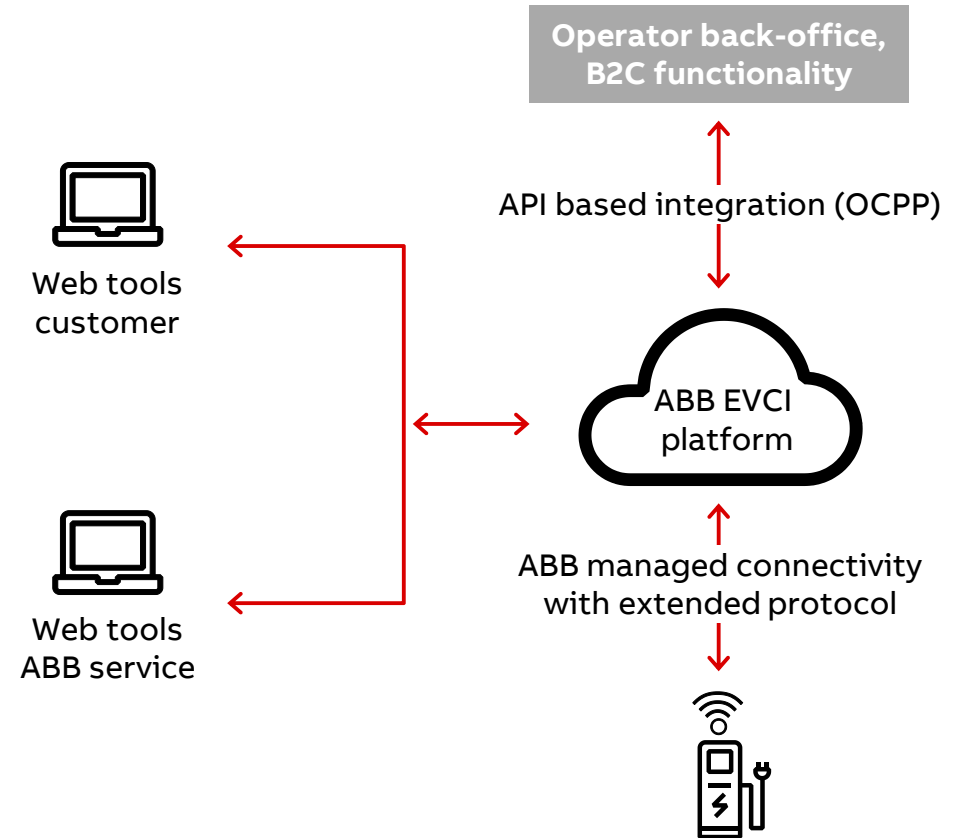 Operator back-office,
B2C functionality
API based integration (OCPP)
Web tools
customer
ABB EVCI
platform
ABB managed connectivity
with extended protocol
Web tools
ABB service